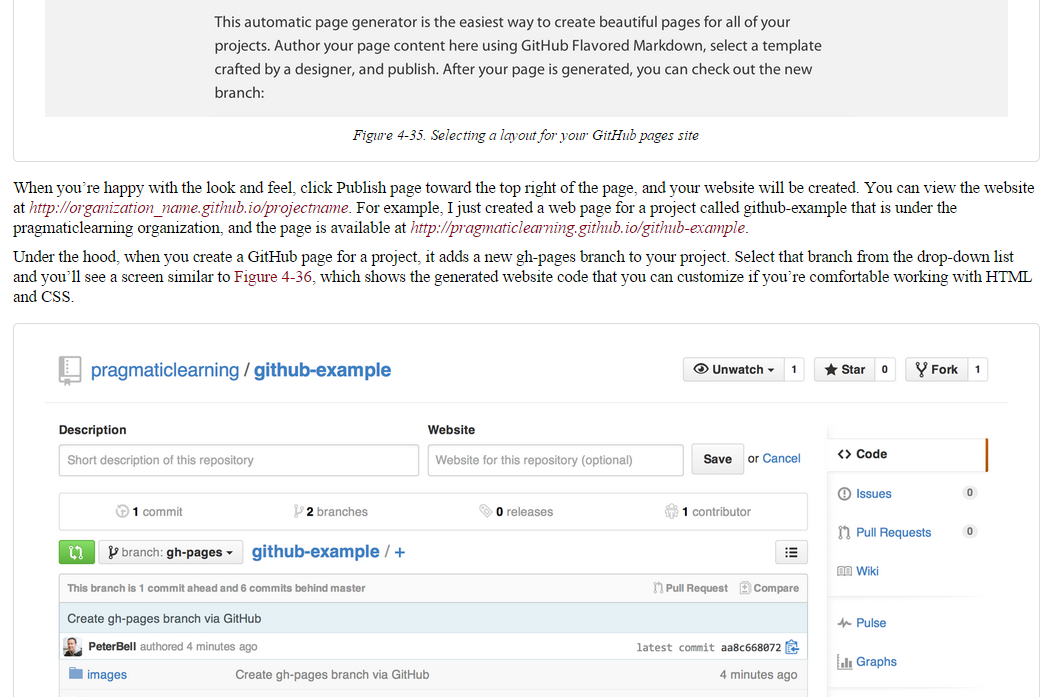 This automatic page generator is the easiest way to create beautiful pages for all of your
projects. Author your page content here using GitHub Flavored Markdown, select a template
crafted by a designer, and publish. After your page is generated, you can check out the new
branch:
Figure 4-35. Selecting a layout for your GitHub pages site
When you’re happy with the look and feel, click Publish page toward the top right of the page, and your website will be created. You can view the website
at http://organization_name.github.io/projectname. For example, I just created a web page for a project called github-example that is under the
pragmaticlearning organization, and the page is available at http://pragmaticlearning.github.io/github-example.
Under the hood, when you create a GitHub page for a project, it adds a new gh-pages branch to your project. Select that branch from the drop-down list
and you’ll see a screen similar to Figure 4-36, which shows the generated website code that you can customize if you’re comfortable working with HTML
and CSS.
pragmaticlearning / github-example
Unwatch 1 Star 0 Fork 1
Description Website
Short description of this repository Website for this repository (optional) Save or Cancel
1 commit 2 branches 0 releases 1 contributor
branch: gh-pages github-example / +
This branch is 1 commit ahead and 6 commits behind master Pull Request Compare
Create gh-pages branch via GitHub
PeterBell authored 4 minutes ago latest commit aa8c668072
images Create gh-pages branch via GitHub 4 minutes ago
Code
Issues 0
Pull Requests 0
Wiki
Pulse
Graphs